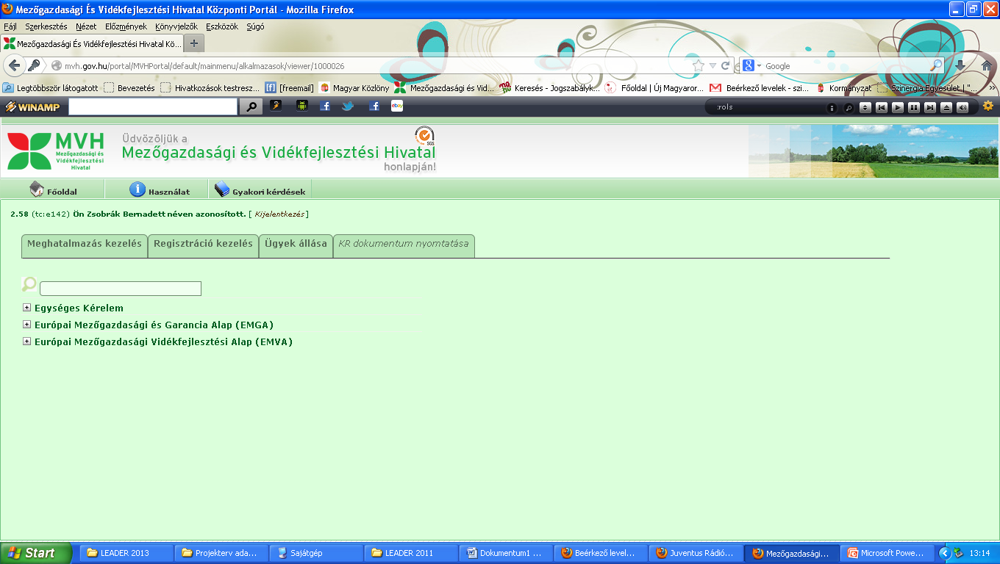 Mezőgazdasági És Vidékfejlesztési Hivatal Központi Portál - Mozilla Firefox
Fájl Szerkesztés Nézet Előzmények Könyvjelzők Eszközök Súgó
Mezőgazdasági És Vidékfejlesztési Hivatal Kö...
mvh.gov.hu/portal/MVHPortal/default/mainmenu/alkalmazasok/viewer/1000026
Google
Legtöbbször látogatott Bevezetés Hivatkozások testresz... [freemail] Magyar Közlöny Mezőgazdasági és Vid... Keresés - Jogszabályk... Főoldal | Új Magyaror... Beérkező levelek - szi... Kormányzat Szinergia Egyesület | "... »
WINAMP
ebay
:rols
MVH
Mezőgazdasági és
Vidékfejlesztési
Hivatal
Üdvözöljük a
Mezőgazdasági és Vidékfejlesztési Hivatal
honlapján!
SGS
Főoldal Használat Gyakori kérdések
2.58 (tc:e142) Ön Zsobrák Bernadett néven azonosított. [ Kijelentkezés ]
Meghatalmazás kezelés Regisztráció kezelés Ügyek állása KR dokumentum nyomtatása
Egységes Kérelem
Európai Mezőgazdasági és Garancia Alap (EMGA)
Európai Mezőgazdasági Vidékfejlesztési Alap (EMVA)
Start LEADER 2013 Projekterv ada... Sajátgép LEADER 2011 Dokumentum1 ... Beérkező level... Juventus Rádió... Mezőgazdasági... Microsoft Powe... 13:14